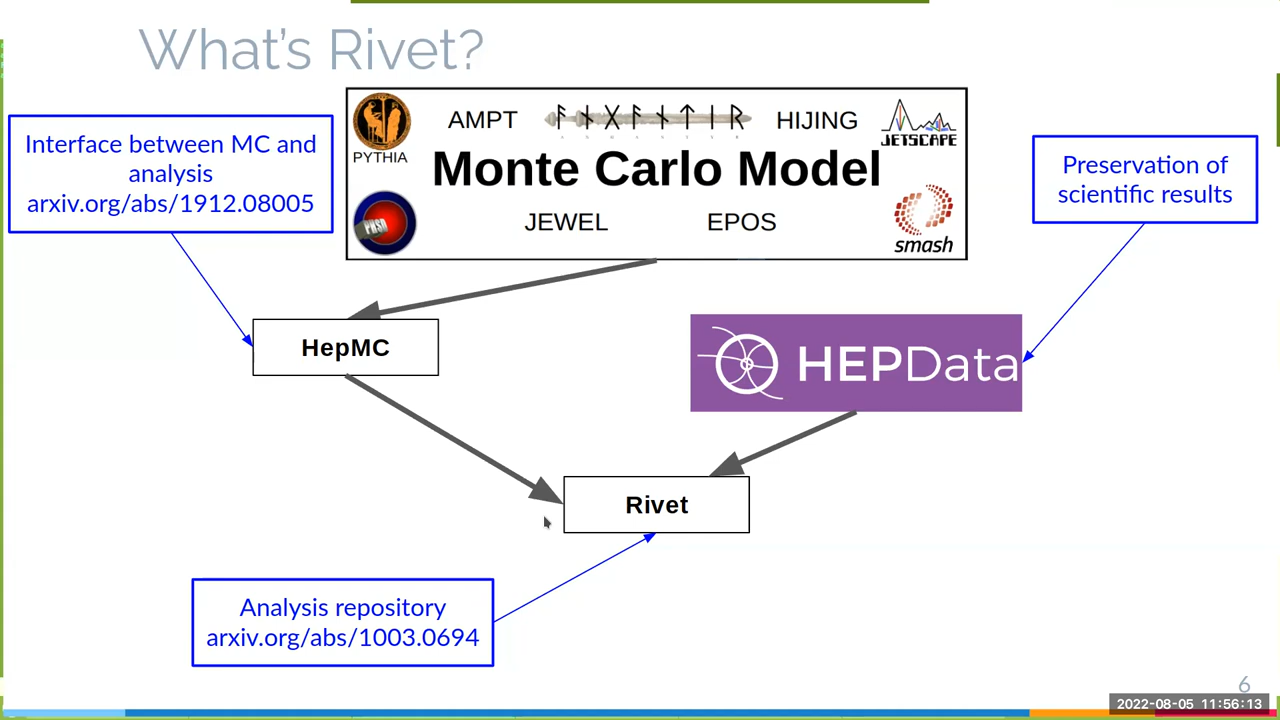 What's Rivet?
Interface between MC and
analysis
arxiv.org/abs/1912.08005
PYTHIA
AMPT
ᚨᚾᚷᚨᚾᛏᛁᚱ
HIJING
JETSCAPE
Monte Carlo Model
JEWEL
EPOS
smash
Preservation of
scientific results
HepMC
HEPData
Rivet
Analysis repository
arxiv.org/abs/1003.0694
6
2022-08-05 11:56:13